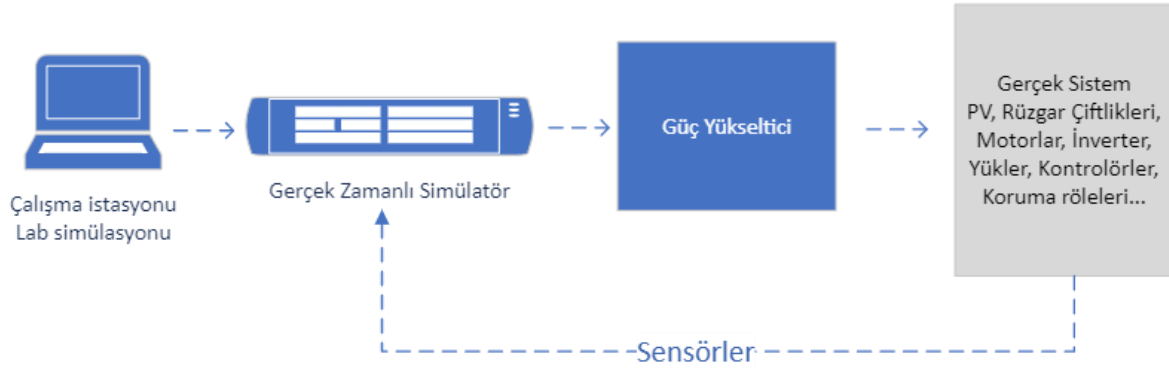 Çalışma istasyonu
Lab simülasyonu
Gerçek Zamanlı Simülatör
Güç Yükseltici
Gerçek Sistem
PV, Rüzgar Çiftlikleri,
Motorlar, İnverter,
Yükler, Kontrolörler,
Koruma röleleri...
Sensörler